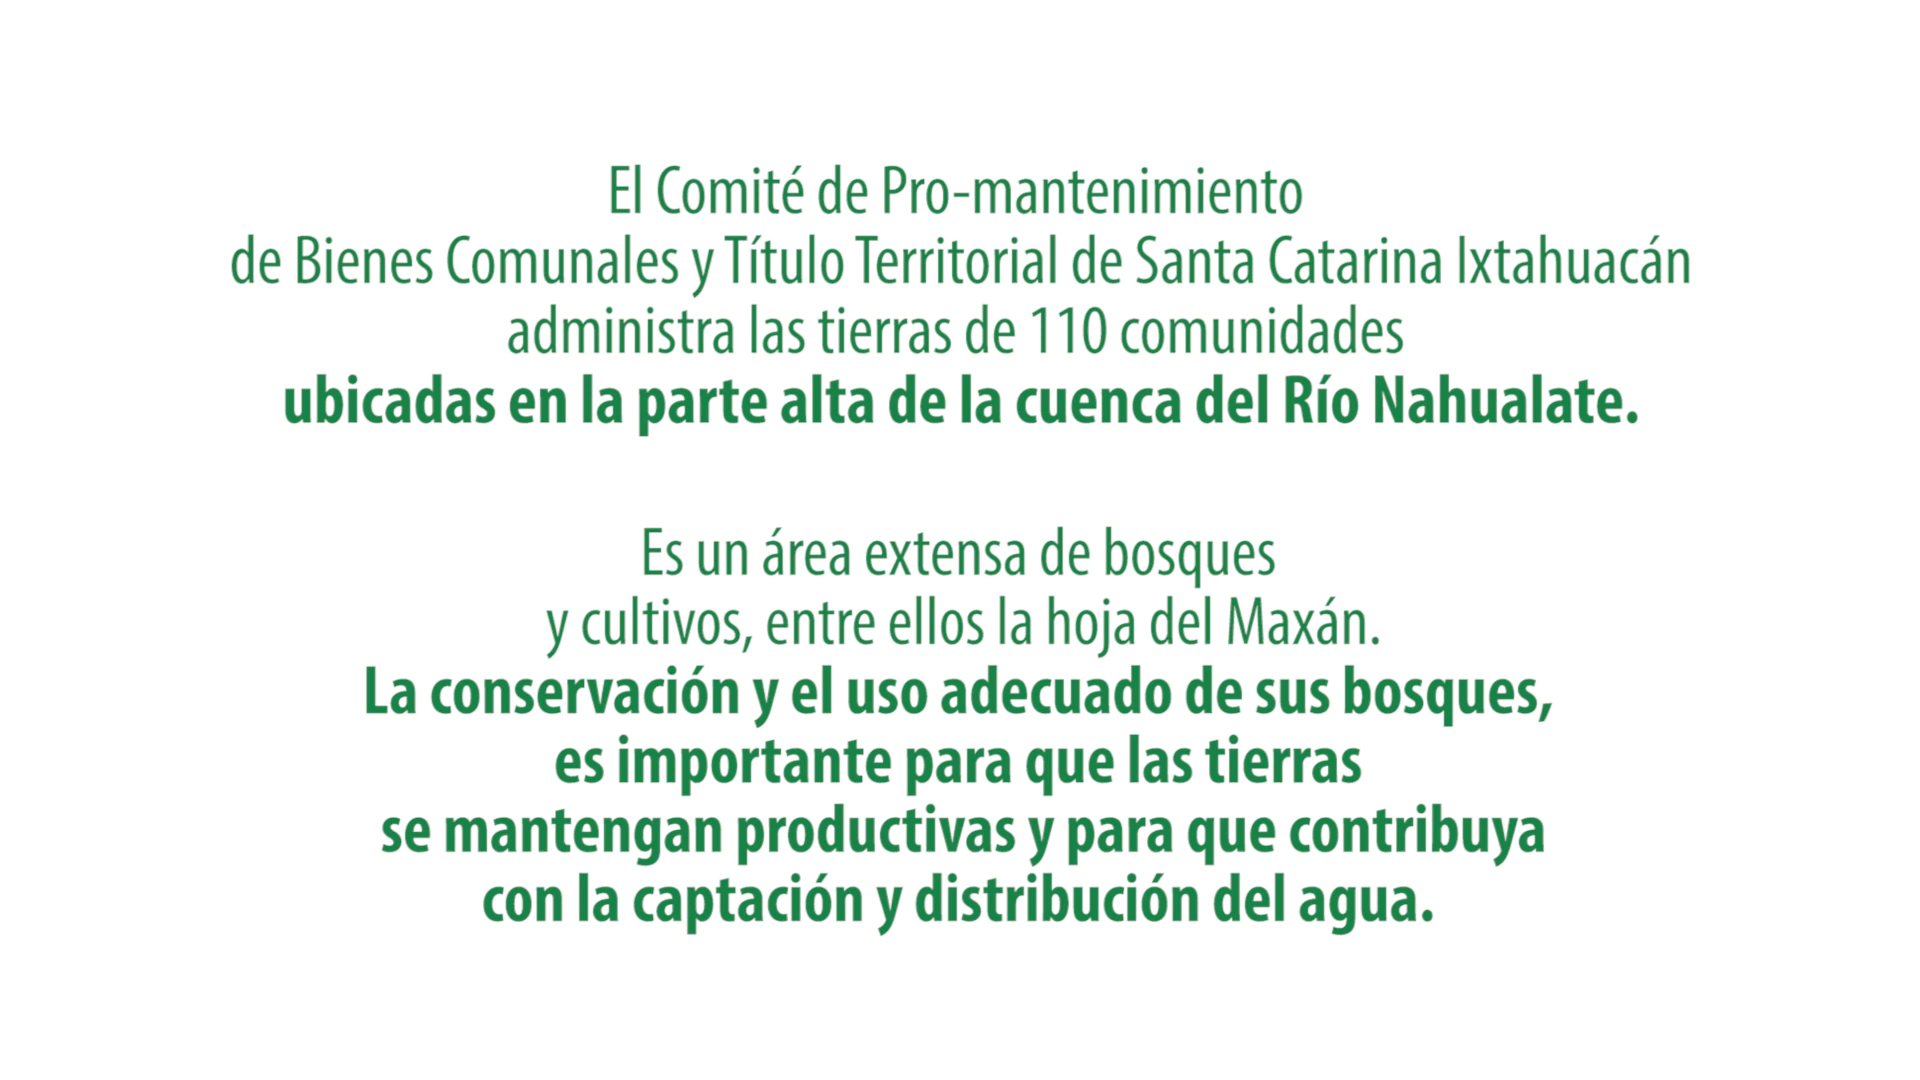 El Comité de Pro-mantenimiento
de Bienes Comunales y Título Territorial de Santa Catarina Ixtahuacán
administra las tierras de 110 comunidades
ubicadas en la parte alta de la cuenca del Río Nahualate.
Es un área extensa de bosques
y cultivos, entre ellos la hoja del Maxán.
La conservación y el uso adecuado de sus bosques,
es importante para que las tierras
se mantengan productivas y para que contribuya
con la captación y distribución del agua.